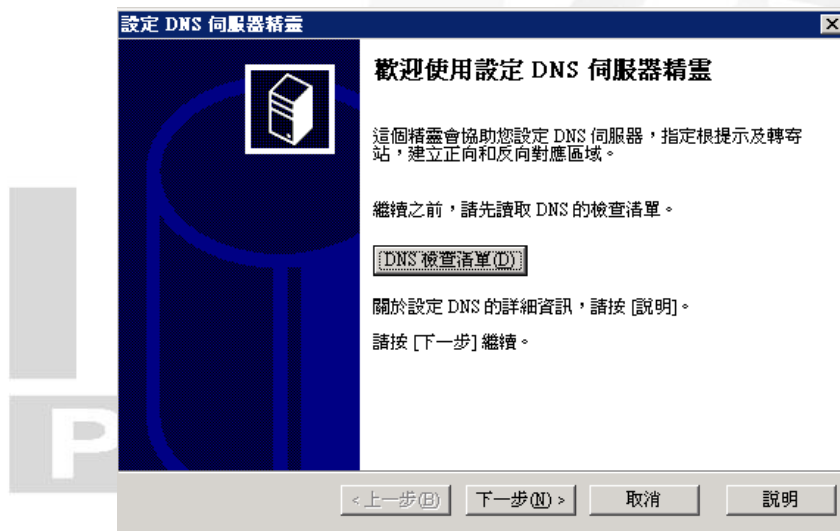 設定 DNS 伺服器精靈
歡迎使用設定 DNS 伺服器精靈
這個精靈會協助您設定 DNS 伺服器，指定根提示及轉寄
站，建立正向和反向對應區域。
繼續之前，請先讀取 DNS 的檢查清單。
DNS 檢查清單(D)
關於設定 DNS 的詳細資訊，請按 [說明]。
請按 [下一步] 繼續。
<上一步(B)
下一步(N) >
取消
說明
P